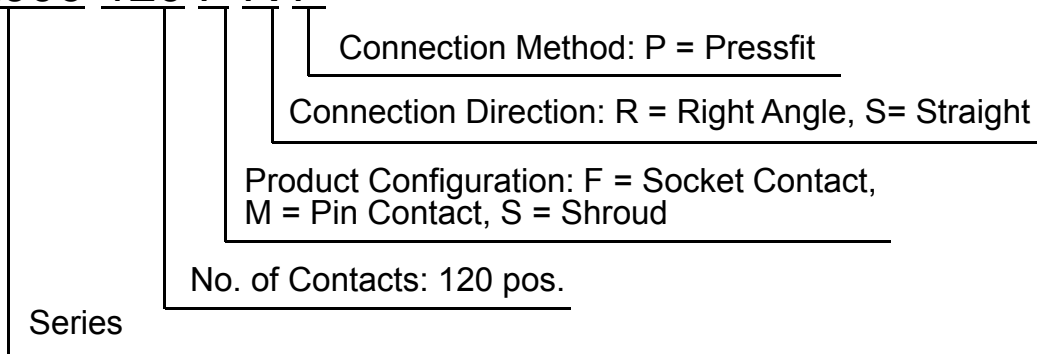 Connection Method: P = Pressfit
Connection Direction: R = Right Angle, S= Straight
Product Configuration: F = Socket Contact,
M = Pin Contact, S = Shroud
No. of Contacts: 120 pos.
Series